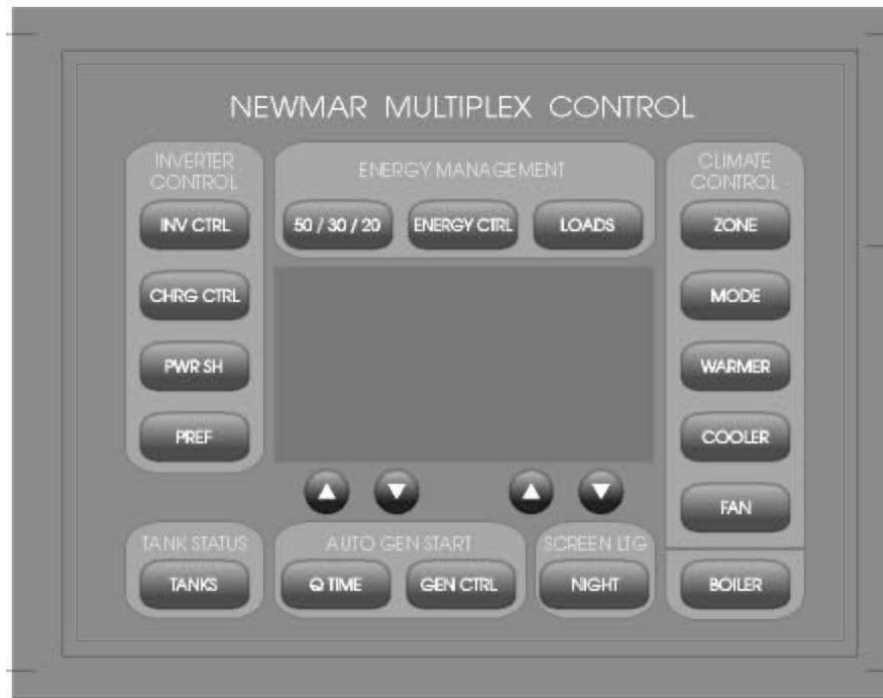 NEWMAR MULTIPLEX CONTROL
INVERTER
CONTROL
INV CTRL
CHRG CTRL
PWR SH
PREF
ENERGY MANAGEMENT
50 / 30 / 20
ENERGY CTRL
LOADS
CLIMATE
CONTROL
ZONE
MODE
WARMER
COOLER
FAN
BOILER
TANK STATUS
TANKS
AUTO GEN START
Q TIME
GEN CTRL
SCREEN LTG
NIGHT